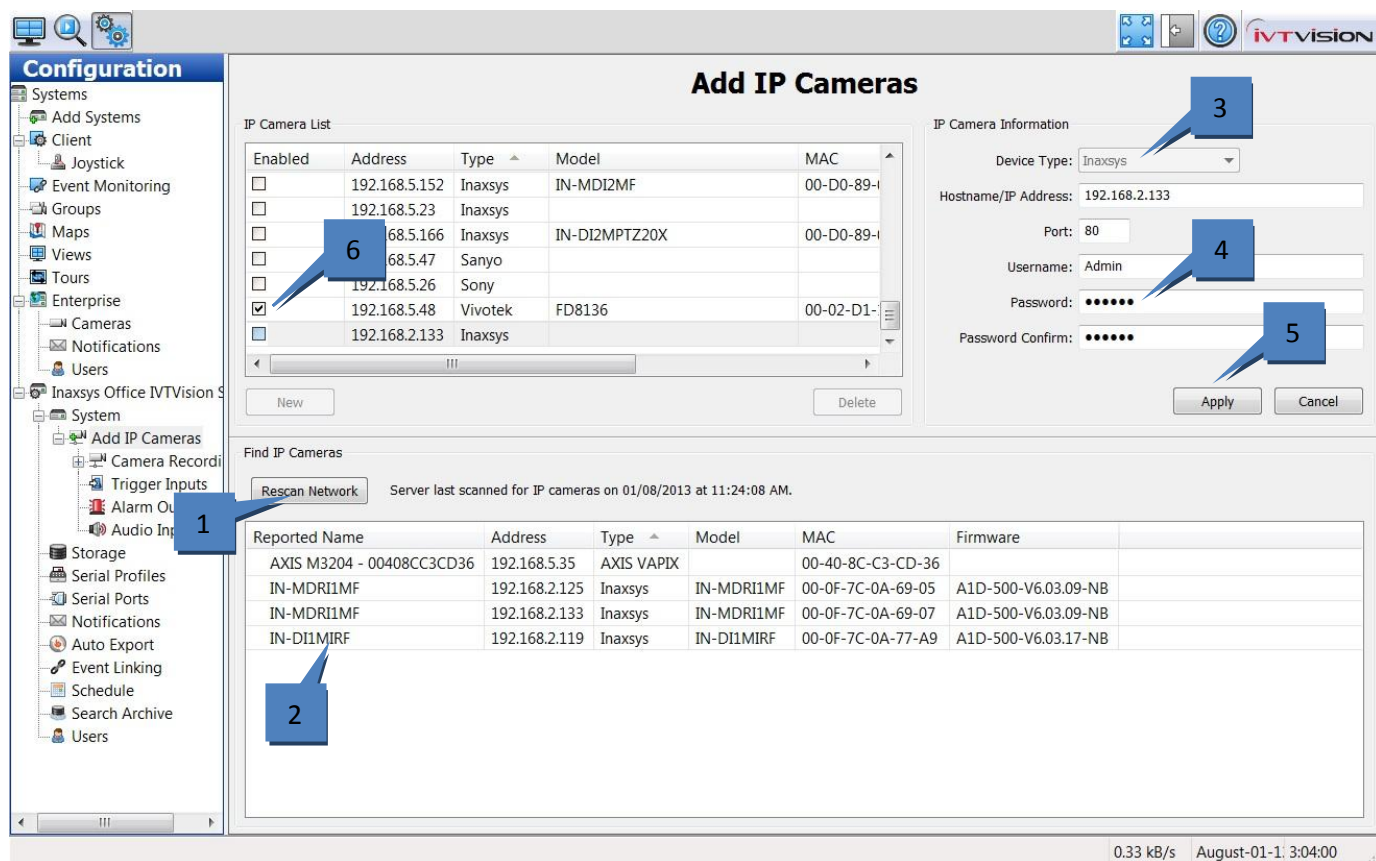 ivtvision
Configuration
Systems
Add Systems
Client
Joystick
Event Monitoring
Groups
Maps
Views
Tours
Enterprise
Cameras
Notifications
Users
Inaxsys Office IVTVision S
System
Add IP Cameras
Camera Recordi
Trigger Inputs
Alarm Ou
Audio Inp
Storage
Serial Profiles
Serial Ports
Notifications
Auto Export
Event Linking
Schedule
Search Archive
Users
Add IP Cameras
IP Camera List
Enabled Address Type Model MAC
192.168.5.152 Inaxsys IN-MDI2MF 00-D0-89-
192.168.5.23 Inaxsys
.68.5.166 Inaxsys IN-DI2MPTZ20X 00-D0-89-
.68.5.47 Sanyo
192.168.5.26 Sony
192.168.5.48 Vivotek FD8136 00-02-D1-
192.168.2.133 Inaxsys
6
New Delete
IP Camera Information
3
Device Type: Inaxsys
Hostname/IP Address: 192.168.2.133
Port: 80
4
Username: Admin
Password: ●●●●●●
Password Confirm: ●●●●●●
5
Apply Cancel
Find IP Cameras
Rescan Network Server last scanned for IP cameras on 01/08/2013 at 11:24:08 AM.
1
Reported Name Address Type Model MAC Firmware
AXIS M3204 - 00408CC3CD36 192.168.5.35 AXIS VAPIX 00-40-8C-C3-CD-36
IN-MDRI1MF 192.168.2.125 Inaxsys IN-MDRI1MF 00-0F-7C-0A-69-05 A1D-500-V6.03.09-NB
IN-MDRI1MF 192.168.2.133 Inaxsys IN-MDRI1MF 00-0F-7C-0A-69-07 A1D-500-V6.03.09-NB
IN-DI1MIRF 192.168.2.119 Inaxsys IN-DI1MIRF 00-0F-7C-0A-77-A9 A1D-500-V6.03.17-NB
2
0.33 kB/s August-01-1 3:04:00